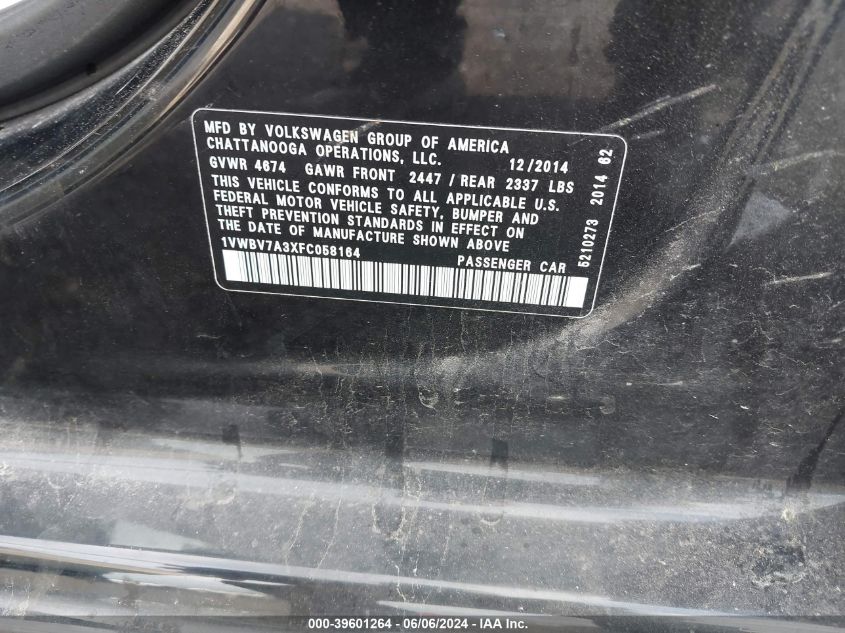 MFD BY VOLKSWAGEN GROUP OF AMERICA
CHATTANOOGA OPERATIONS, LLC. 12/2014
GVWR 4674 GAWR FRONT 2447 / REAR 2337 LBS
THIS VEHICLE CONFORMS TO ALL APPLICABLE U.S.
FEDERAL MOTOR VEHICLE SAFETY, BUMPER AND
THEFT PREVENTION STANDARDS IN EFFECT ON
THE DATE OF MANUFACTURE SHOWN ABOVE
1VWBV7A3XFC058164 PASSENGER CAR
5210273 2014 62
000-39601264 - 06/06/2024 - IAA Inc.